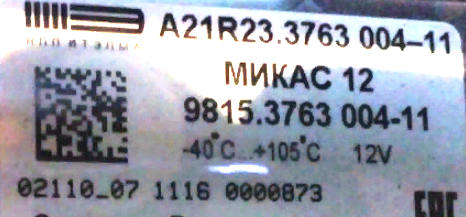 A21R23.3763 004-11
МИКАС 12
9815.3763 004-11
-40°C...+105°C 12V
02110_07 1116 0000873